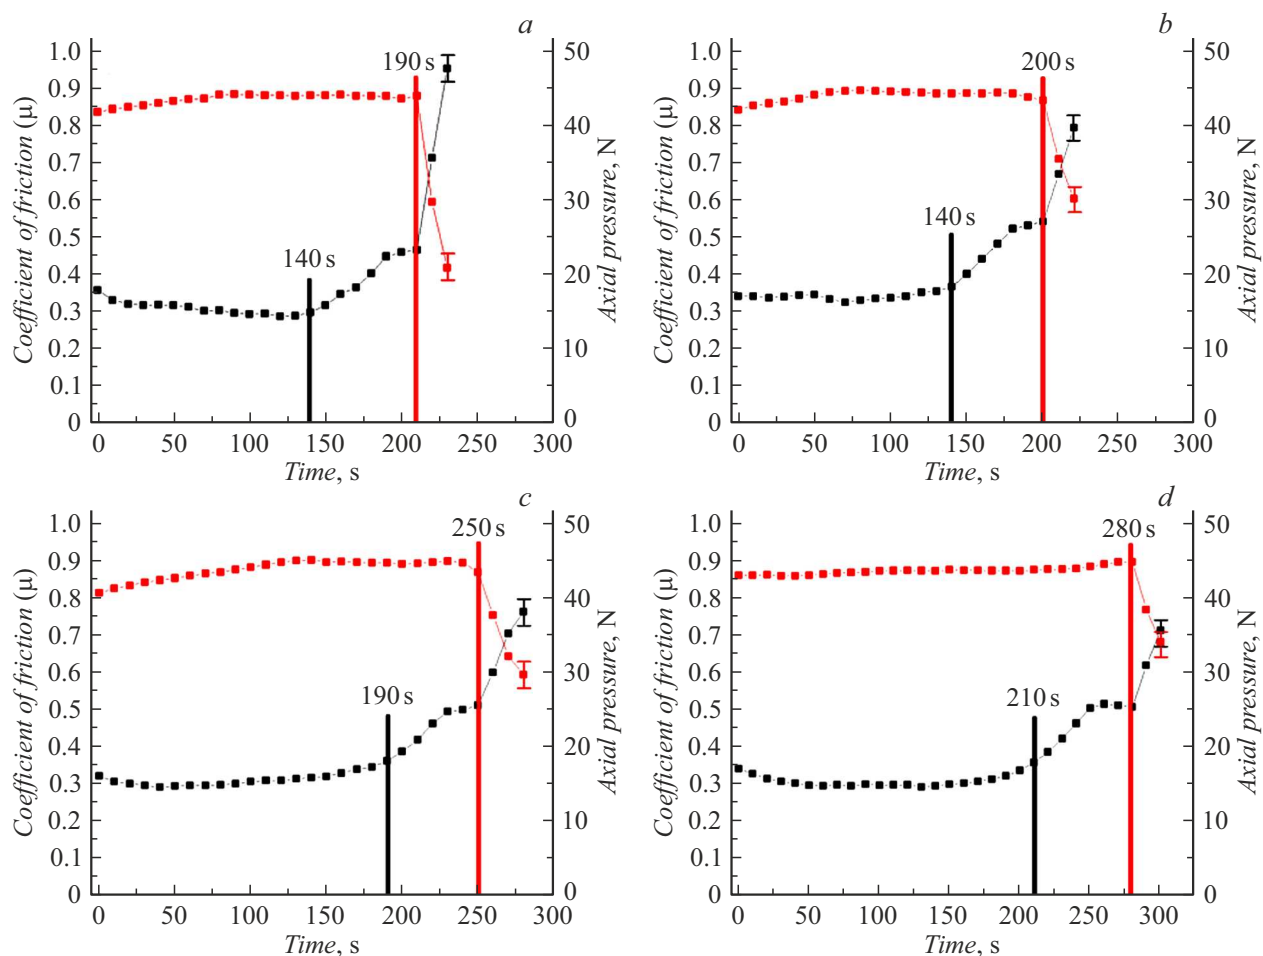 a
Coefficient of friction (μ)
1.0
0.9
0.8
0.7
0.6
0.5
0.4
0.3
0.2
0.1
0
190 s
140 s
50
40
30
20
10
0
Axial pressure, N
0 50 100 150 200 250 300
Time, s
b
Coefficient of friction (μ)
1.0
0.9
0.8
0.7
0.6
0.5
0.4
0.3
0.2
0.1
0
200 s
140 s
50
40
30
20
10
0
Axial pressure, N
0 50 100 150 200 250 300
Time, s
c
Coefficient of friction (μ)
1.0
0.9
0.8
0.7
0.6
0.5
0.4
0.3
0.2
0.1
0
250 s
190 s
50
40
30
20
10
0
Axial pressure, N
0 50 100 150 200 250 300
Time, s
d
Coefficient of friction (μ)
1.0
0.9
0.8
0.7
0.6
0.5
0.4
0.3
0.2
0.1
0
280 s
210 s
50
40
30
20
10
0
Axial pressure, N
0 50 100 150 200 250 300
Time, s